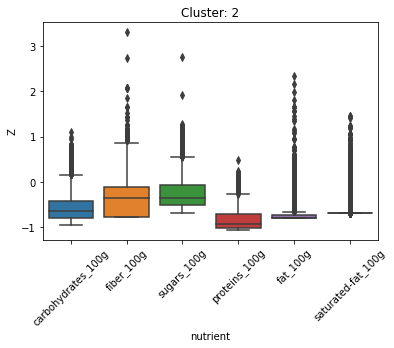 Cluster: 2
Z
3
2
1
0
−1
carbohydrates_100g
fiber_100g
sugars_100g
proteins_100g
fat_100g
saturated-fat_100g
nutrient